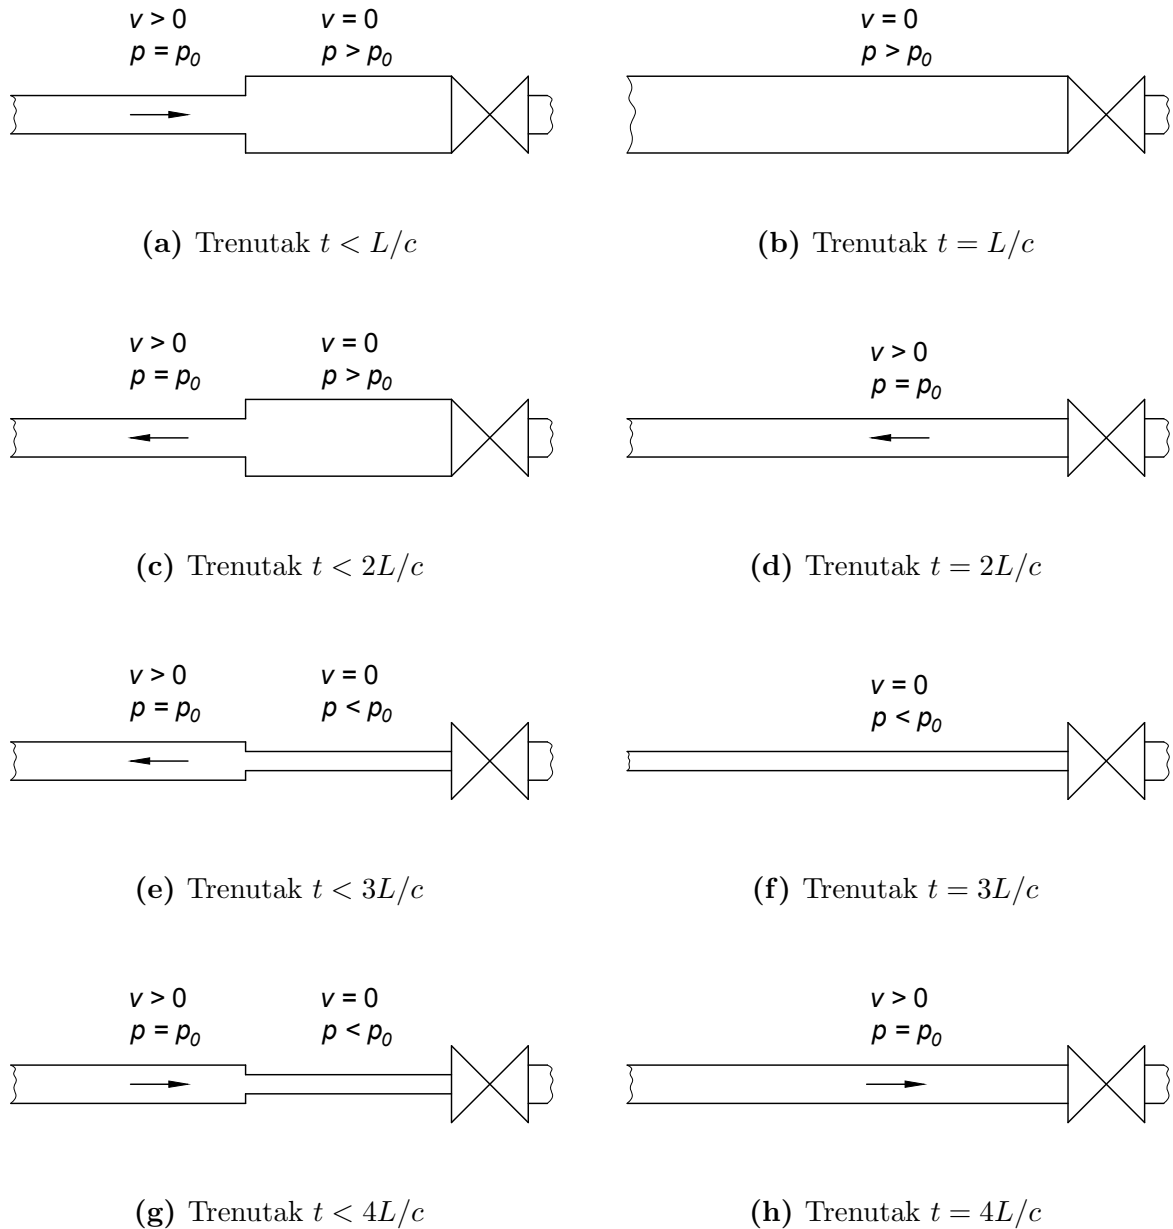 v > 0
p = p₀
v = 0
p > p₀
(a) Trenutak t < L/c
v = 0
p > p₀
(b) Trenutak t = L/c
v > 0
p = p₀
v = 0
p > p₀
(c) Trenutak t < 2L/c
v > 0
p = p₀
(d) Trenutak t = 2L/c
v > 0
p = p₀
v = 0
p < p₀
(e) Trenutak t < 3L/c
v = 0
p < p₀
(f) Trenutak t = 3L/c
v > 0
p = p₀
v = 0
p < p₀
(g) Trenutak t < 4L/c
v > 0
p = p₀
(h) Trenutak t = 4L/c